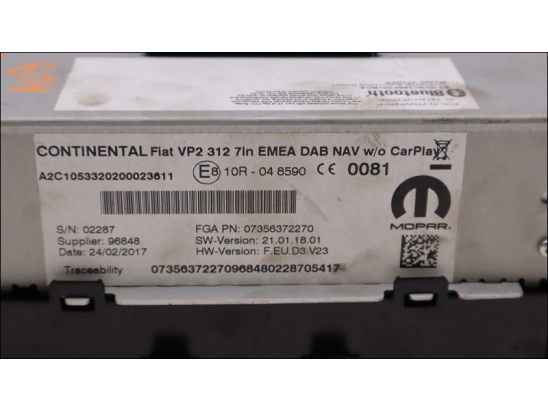 Bluetooth
CONTINENTAL Fiat VP2 312 7in EMEA DAB NAV w/o CarPlay
A2C1053320200023611
E8 10R - 04 8590 CE 0081
S/N: 02287
Supplier: 96848
Date: 24/02/2017
FGA PN: 07356372270
SW-Version: 21.01.18.01
HW-Version: F.EU.D3.V23
MOPAR
Traceability 07356372270968480228705417